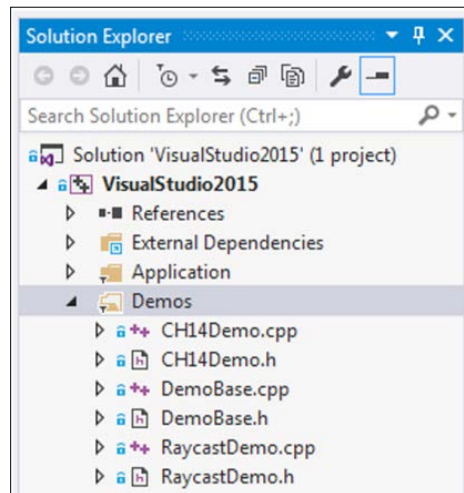 Solution Explorer
Search Solution Explorer (Ctrl+;)
Solution 'VisualStudio2015' (1 project)
VisualStudio2015
References
External Dependencies
Application
Demos
CH14Demo.cpp
CH14Demo.h
DemoBase.cpp
DemoBase.h
RaycastDemo.cpp
RaycastDemo.h